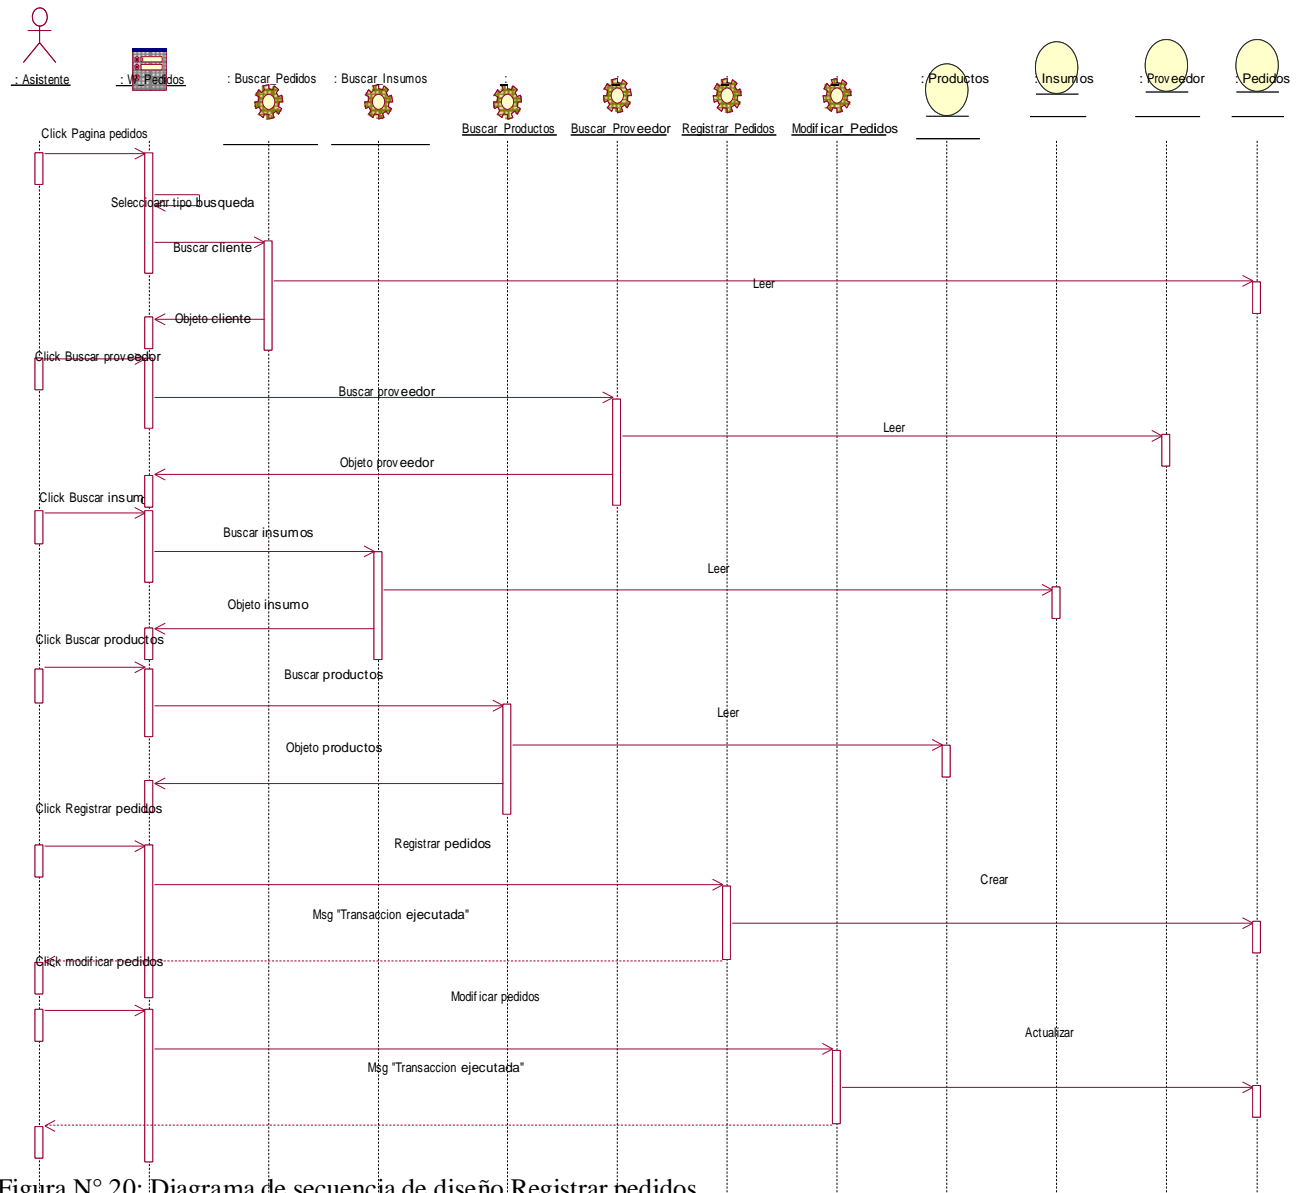 : Asistente
: W_Pedidos
: Buscar_Pedidos
: Buscar_Insumos
:
Buscar_Productos
:
Buscar_Proveedor
:
Registrar_Pedidos
:
Modificar_Pedidos
: Productos
: Insumos
: Proveedor
: Pedidos
Click Pagina pedidos
Seleccioanr tipo busqueda
Buscar cliente
Leer
Objeto cliente
Click Buscar proveedor
Buscar proveedor
Leer
Objeto proveedor
Click Buscar insumo
Buscar insumos
Leer
Objeto insumo
Click Buscar productos
Buscar productos
Leer
Objeto productos
Click Registrar pedidos
Registrar pedidos
Crear
Msg "Transaccion ejecutada"
Click modificar pedidos
Modificar pedidos
Actualizar
Msg "Transaccion ejecutada"
Figura N° 20: Diagrama de secuencia de diseño Registrar pedidos